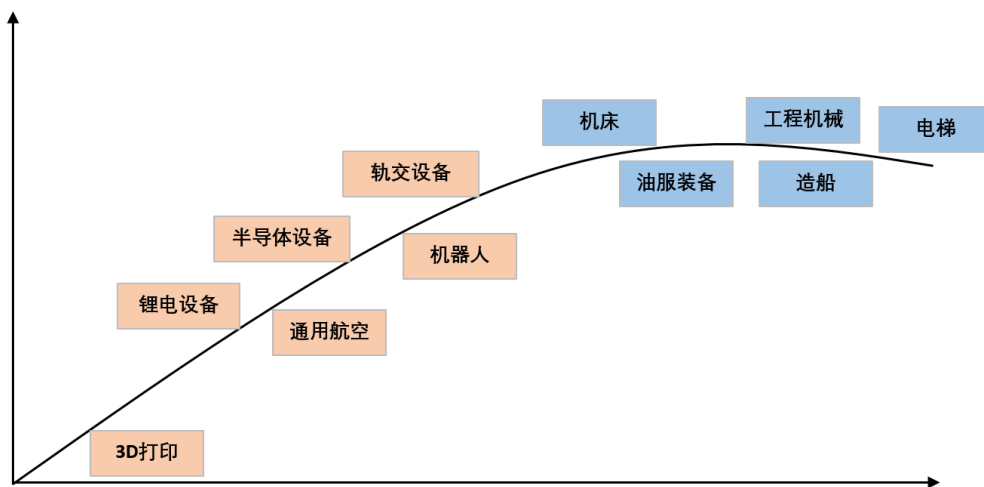 机床
工程机械
电梯
轨交设备
油服装备
造船
半导体设备
机器人
锂电设备
通用航空
3D打印